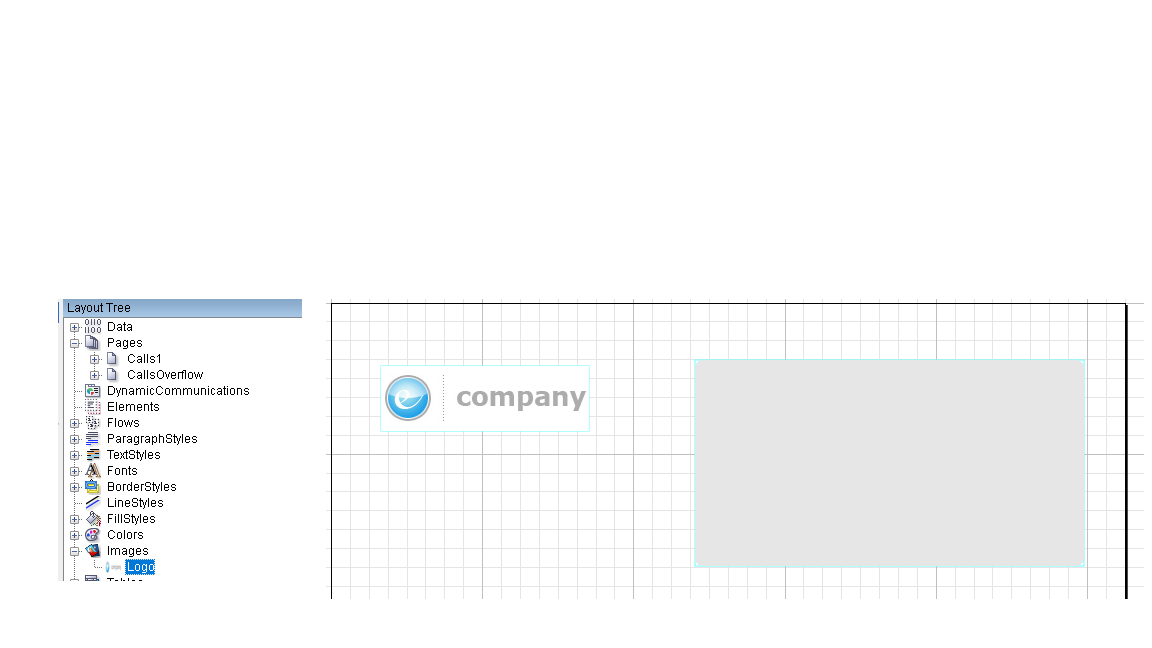 Layout Tree
Data
Pages
Calls1
CallsOverflow
DynamicCommunications
Elements
Flows
ParagraphStyles
TextStyles
Fonts
BorderStyles
LineStyles
FillStyles
Colors
Images
Logo
Tables
company